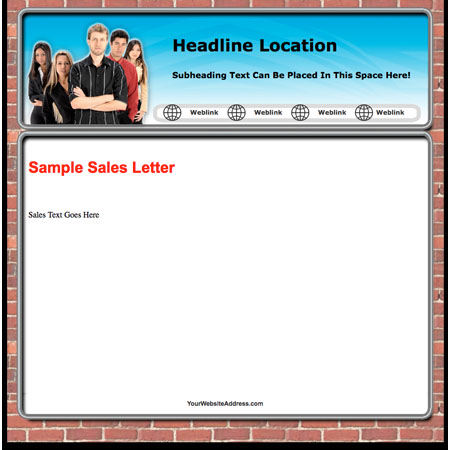 Headline Location
Subheading Text Can Be Placed In This Space Here!
Weblink Weblink Weblink Weblink
Sample Sales Letter
Sales Text Goes Here
YourWebsiteAddress.com